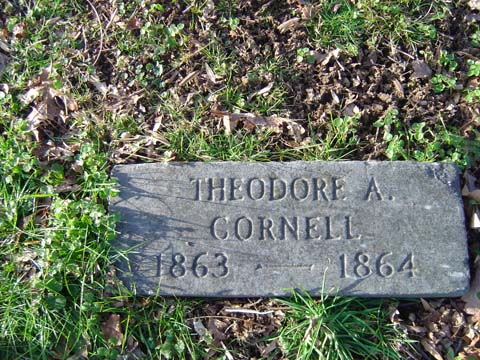 THEODORE A.
CORNELL
1863 — 1864